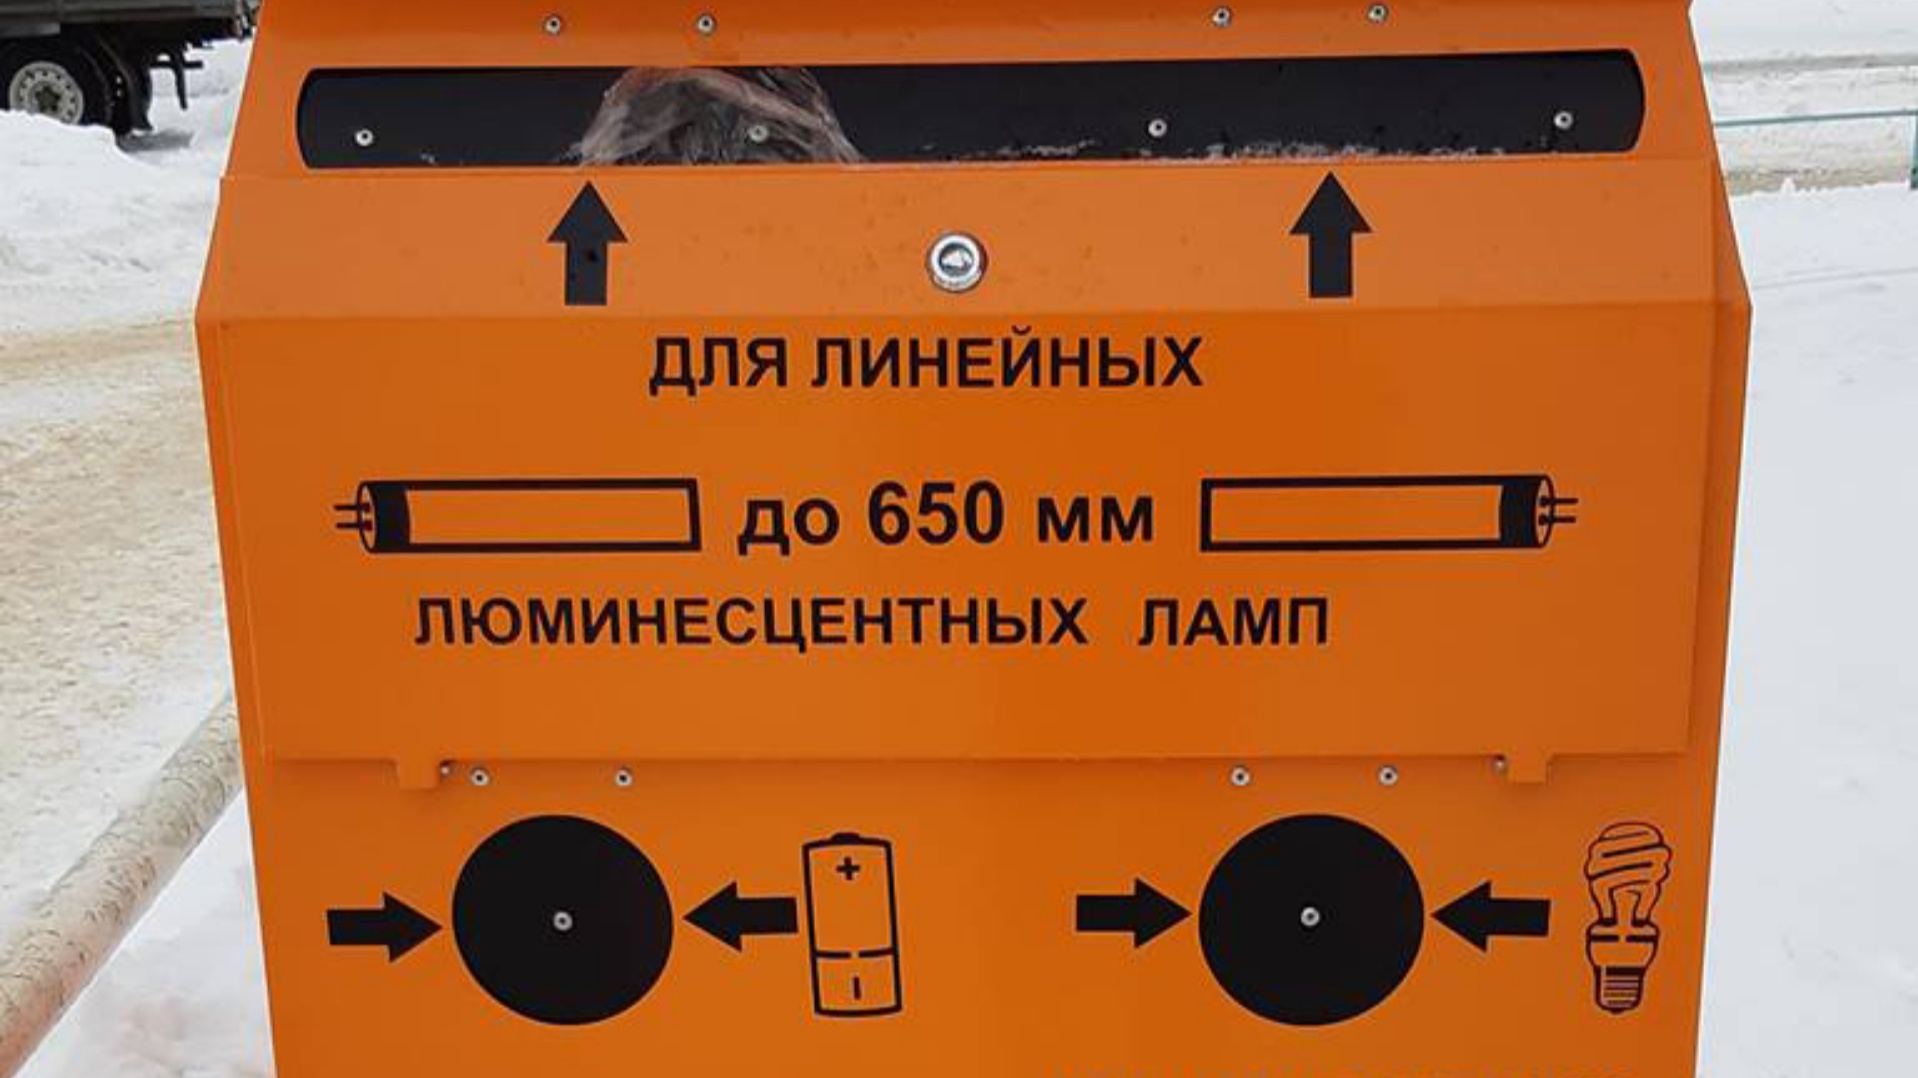 ДЛЯ ЛИНЕЙНЫХ
до 650 мм
ЛЮМИНЕСЦЕНТНЫХ ЛАМП